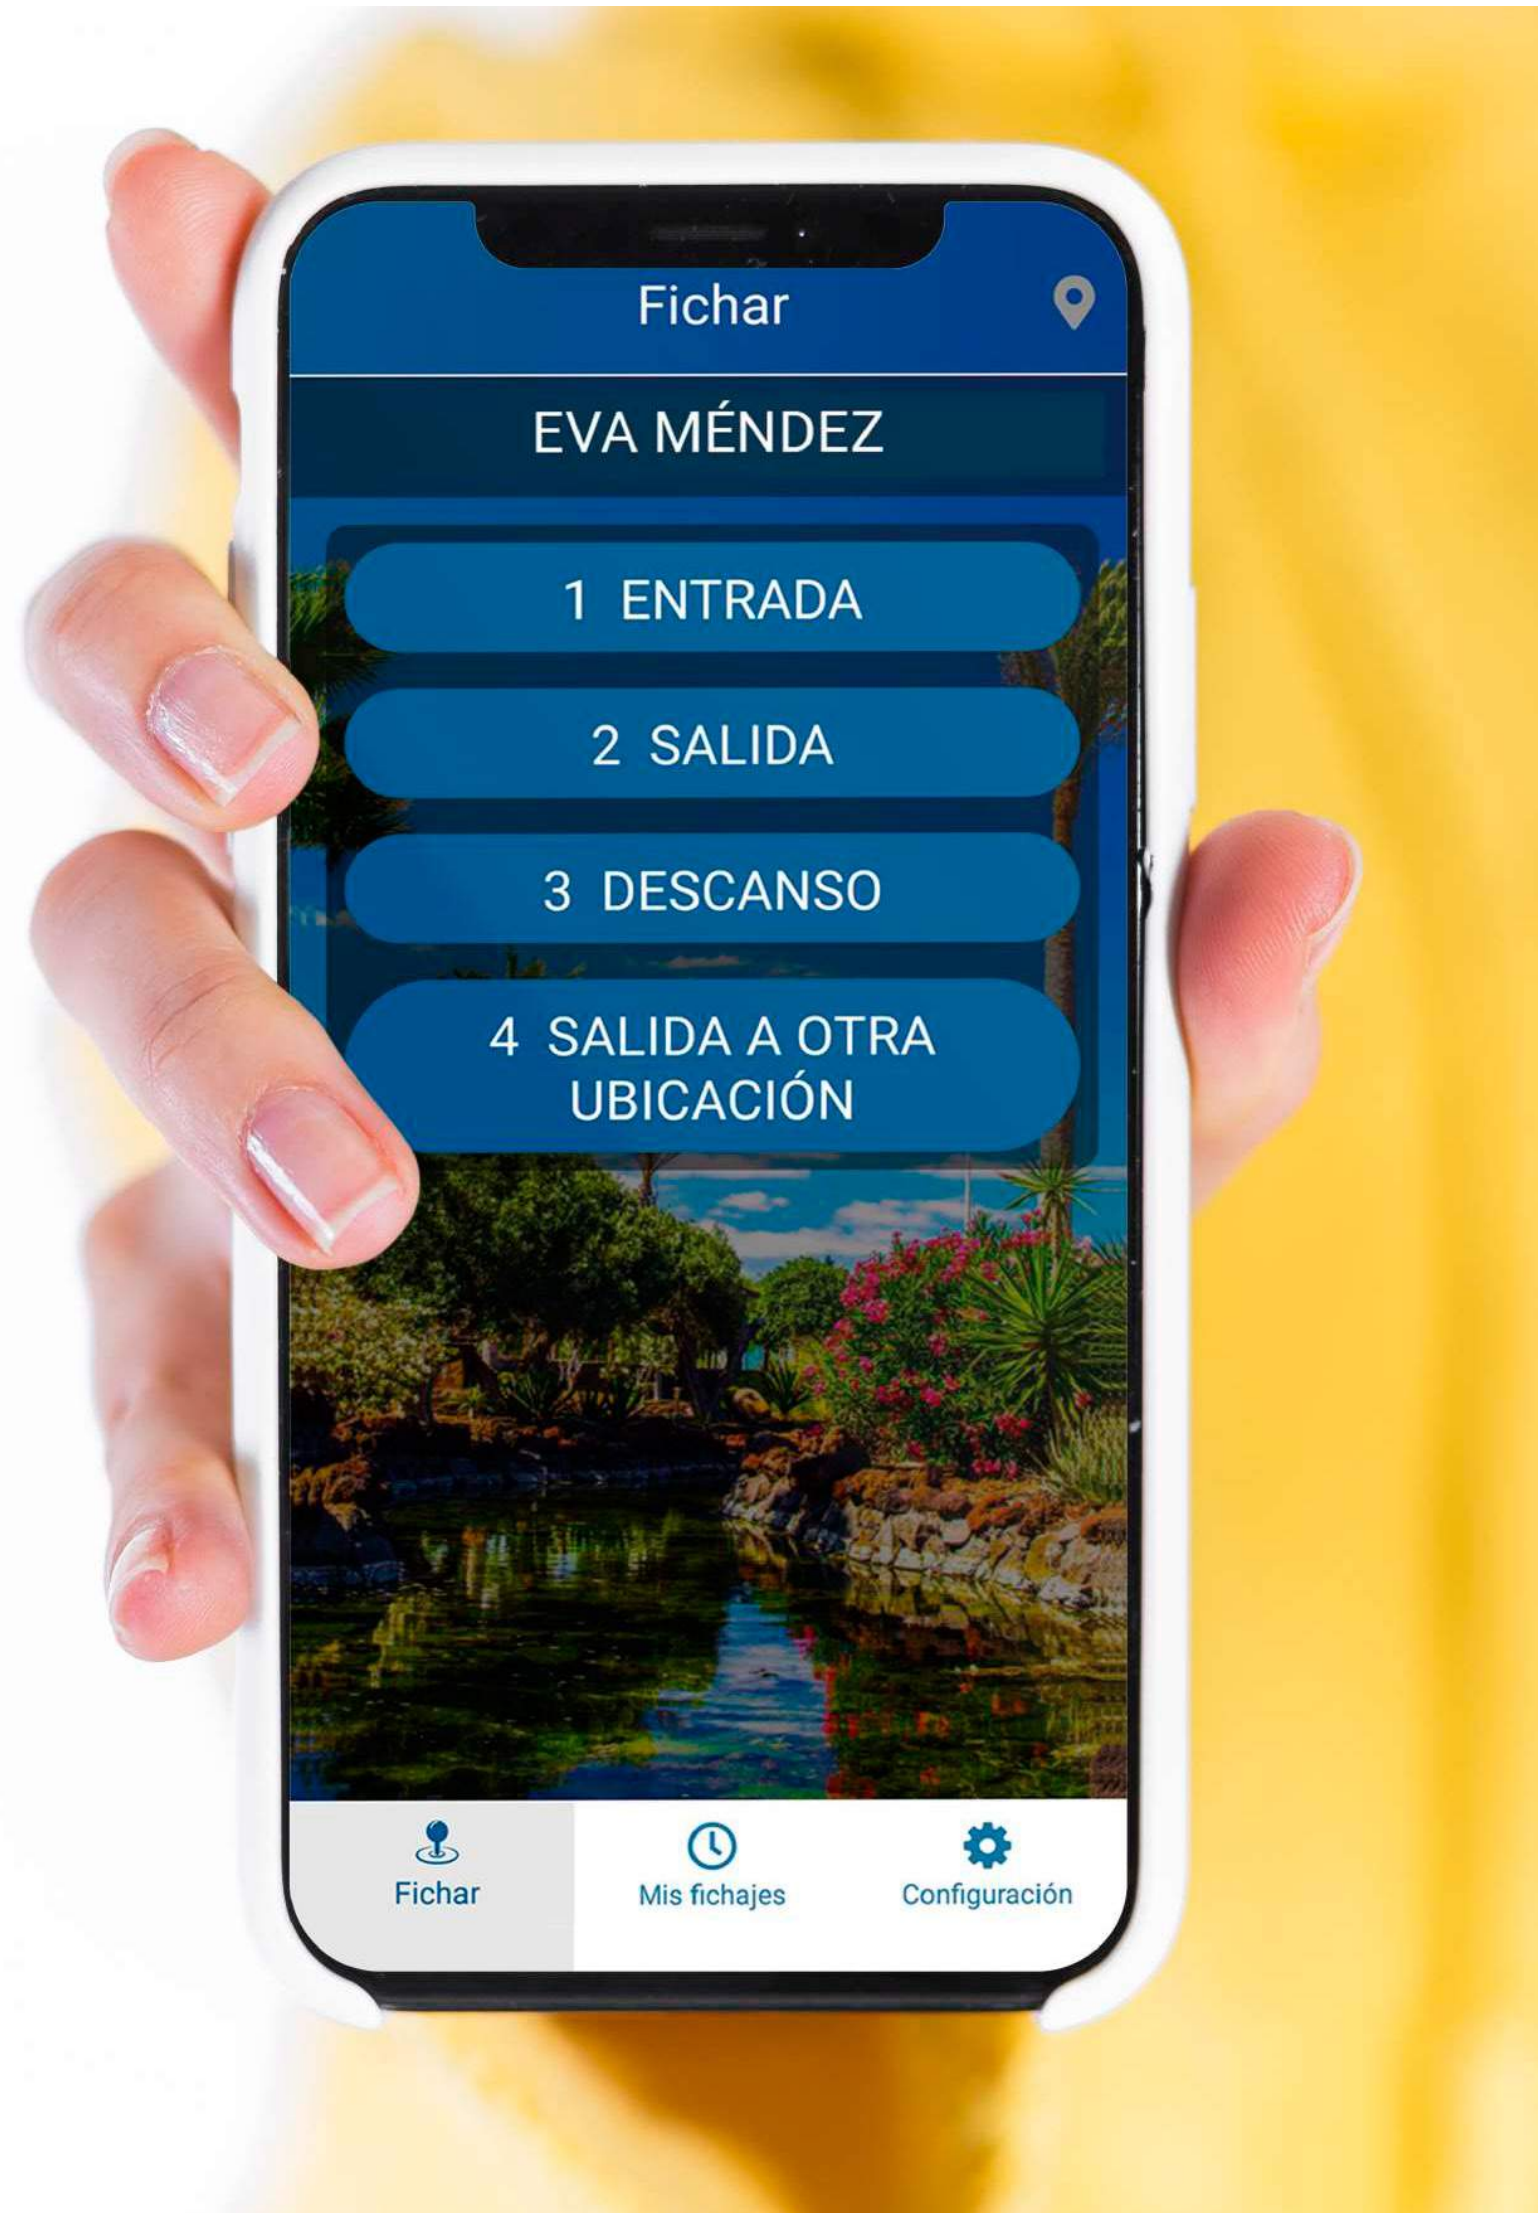 Fichar
EVA MÉNDEZ
1 ENTRADA
2 SALIDA
3 DESCANSO
4 SALIDA A OTRA
UBICACIÓN
Fichar
Mis fichajes
Configuración